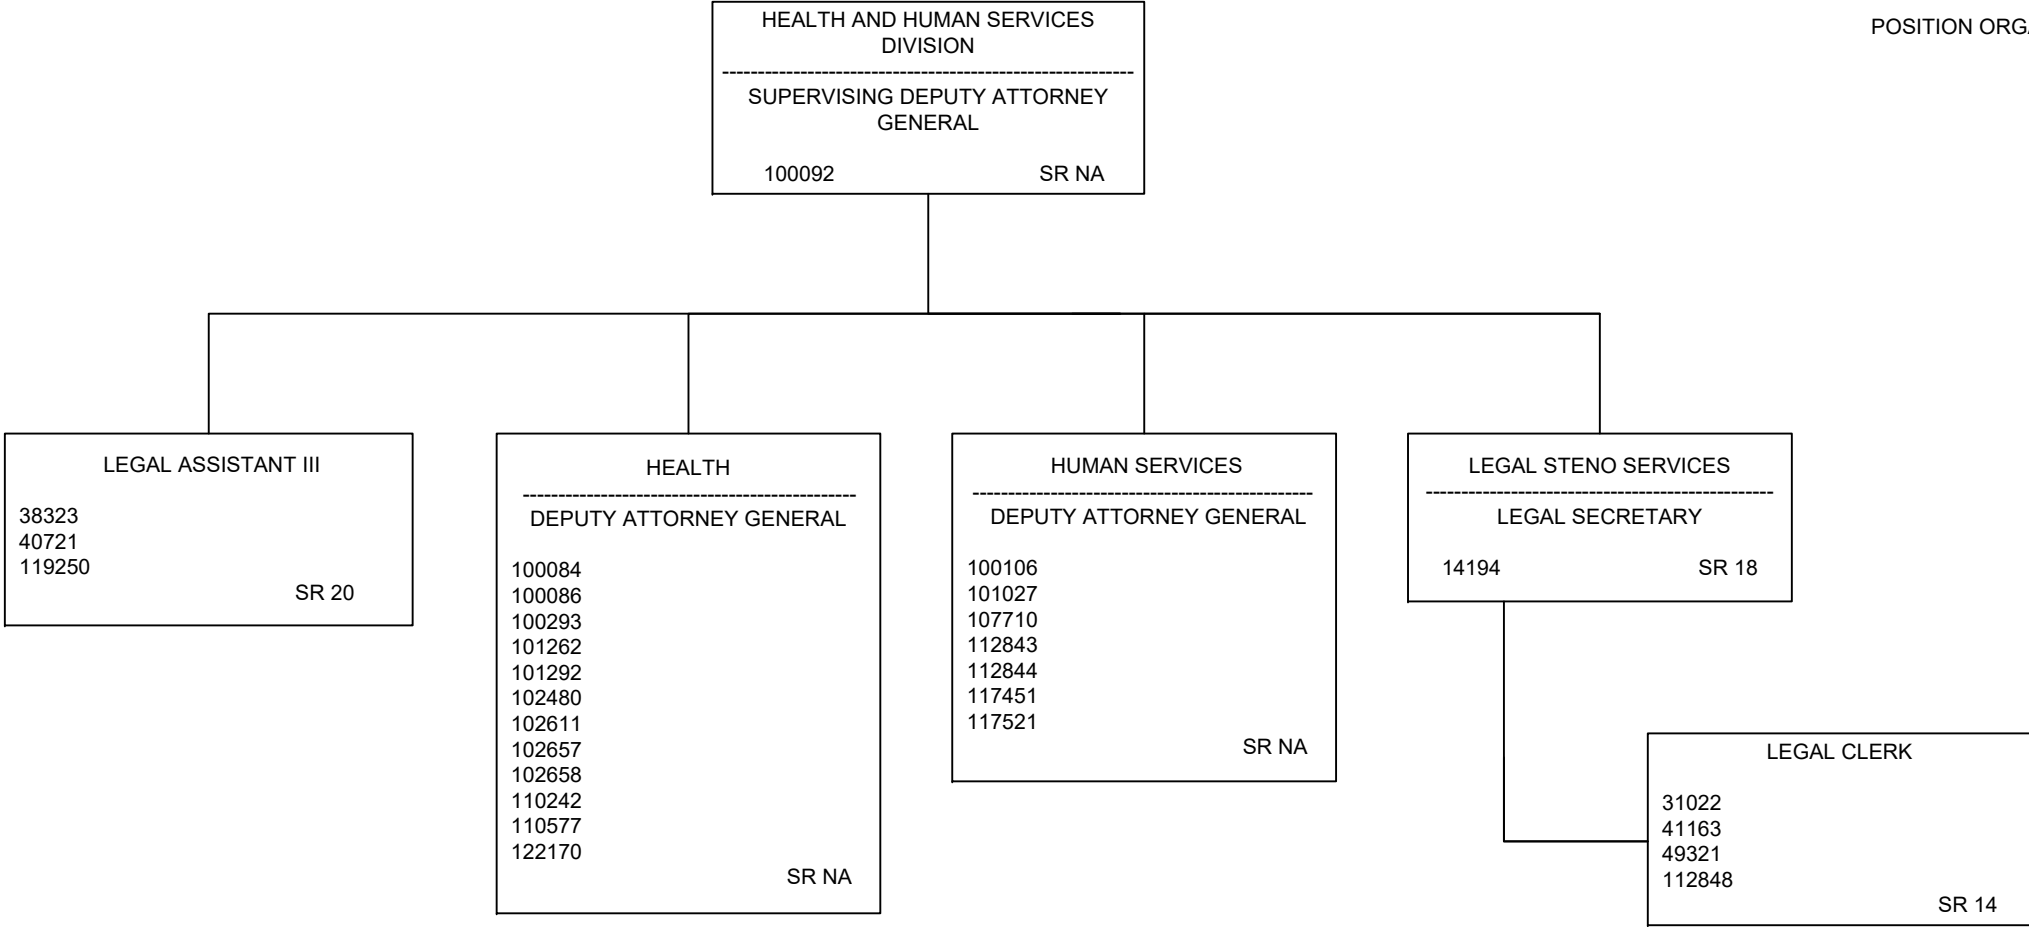 POSITION ORG
HEALTH AND HUMAN SERVICES
DIVISION
----------------------------------------------------------
SUPERVISING DEPUTY ATTORNEY
GENERAL
100092 SR NA
LEGAL ASSISTANT III
38323
40721
119250
SR 20
HEALTH
-----------------------------------------------
DEPUTY ATTORNEY GENERAL
100084
100086
100293
101262
101292
102480
102611
102657
102658
110242
110577
122170
SR NA
HUMAN SERVICES
------------------------------------------------
DEPUTY ATTORNEY GENERAL
100106
101027
107710
112843
112844
117451
117521
SR NA
LEGAL STENO SERVICES
-------------------------------------------------
LEGAL SECRETARY
14194 SR 18
LEGAL CLERK
31022
41163
49321
112848
SR 14